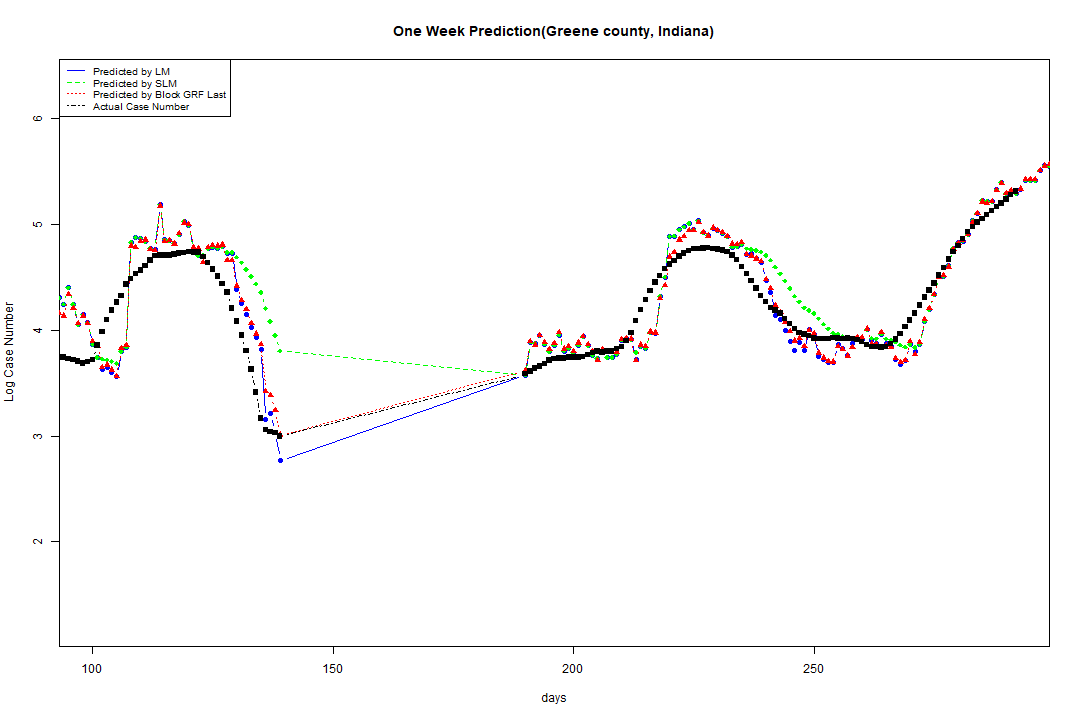 One Week Prediction(Greene county, Indiana)
Predicted by LM
Predicted by SLM
Predicted by Block GRF Last
Actual Case Number
6
5
4
3
2
Log Case Number
100
150
200
250
days